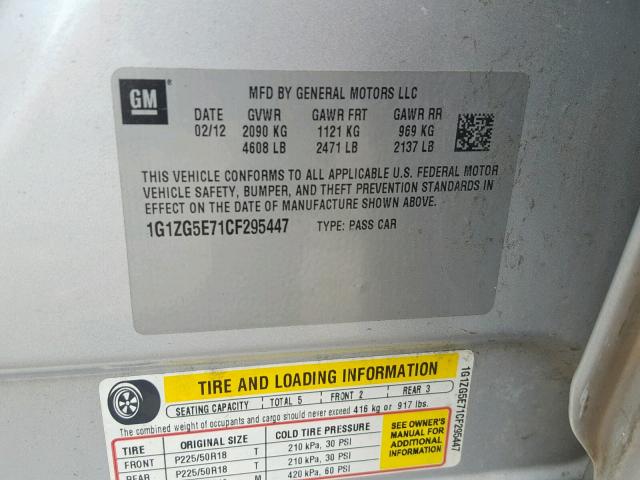 GM
MFD BY GENERAL MOTORS LLC
DATE GVWR GAWR FRT GAWR RR
02/12 2090 KG 1121 KG 969 KG
4608 LB 2471 LB 2137 LB
THIS VEHICLE CONFORMS TO ALL APPLICABLE U.S. FEDERAL MOTOR
VEHICLE SAFETY, BUMPER, AND THEFT PREVENTION STANDARDS IN
EFFECT ON THE DATE OF MANUFACTURE SHOWN ABOVE.
1G1ZG5E71CF295447 TYPE: PASS CAR
TIRE AND LOADING INFORMATION
SEATING CAPACITY TOTAL 5 FRONT 2 REAR 3
The combined weight of occupants and cargo should never exceed 416 kg or 917 lbs.
TIRE ORIGINAL SIZE COLD TIRE PRESSURE
FRONT P225/50R18 T 210 kPa, 30 PSI
REAR P225/50R18 T 210 kPa, 30 PSI
M 420 kPa, 60 PSI
SEE OWNER'S
MANUAL FOR
ADDITIONAL
INFORMATION
1G1ZG5E71CF295447